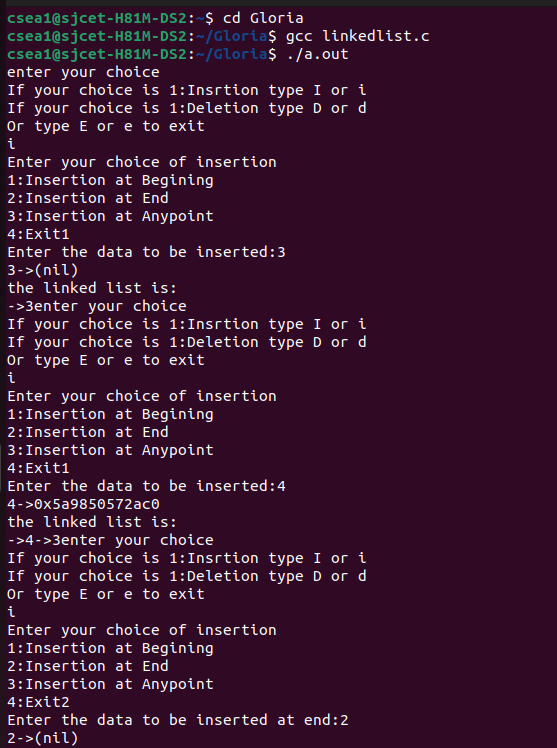 csea1@sjcet-H81M-DS2:~$ cd Gloria
csea1@sjcet-H81M-DS2:~/Gloria$ gcc linkedlist.c
csea1@sjcet-H81M-DS2:~/Gloria$ ./a.out
enter your choice
If your choice is 1:Insrtion type I or i
If your choice is 1:Deletion type D or d
Or type E or e to exit
i
Enter your choice of insertion
1:Insertion at Begining
2:Insertion at End
3:Insertion at Anypoint
4:Exit1
Enter the data to be inserted:3
3->(nil)
the linked list is:
->3enter your choice
If your choice is 1:Insrtion type I or i
If your choice is 1:Deletion type D or d
Or type E or e to exit
i
Enter your choice of insertion
1:Insertion at Begining
2:Insertion at End
3:Insertion at Anypoint
4:Exit1
Enter the data to be inserted:4
4->0x5a9850572ac0
the linked list is:
->4->3enter your choice
If your choice is 1:Insrtion type I or i
If your choice is 1:Deletion type D or d
Or type E or e to exit
i
Enter your choice of insertion
1:Insertion at Begining
2:Insertion at End
3:Insertion at Anypoint
4:Exit2
Enter the data to be inserted at end:2
2->(nil)